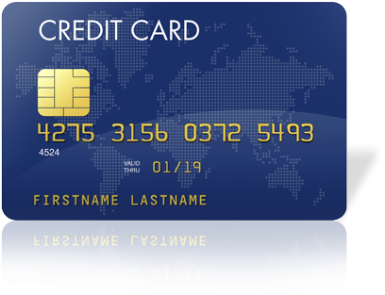 CREDIT CARD
4275 3156 0372 5493
4524
VALID
THRU 01/19
FIRSTNAME LASTNAME